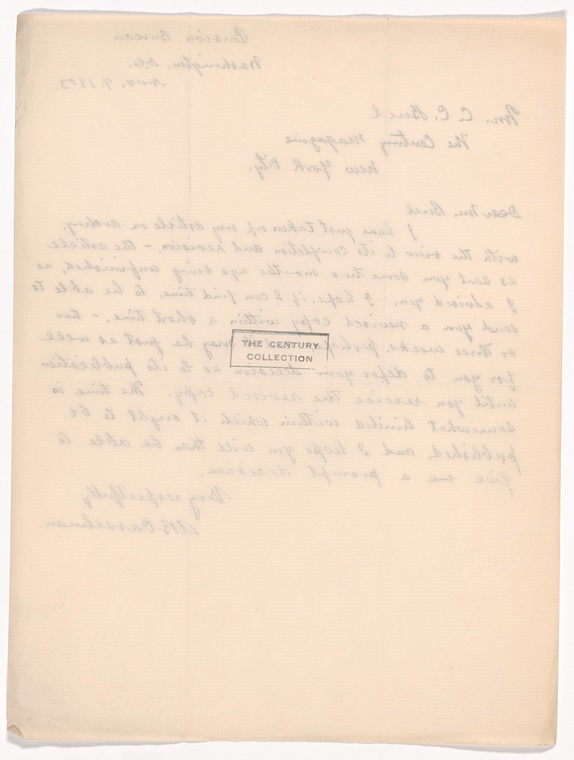 Pension Bureau
Washington, D.C.
Nov. 9, 1903.
Mr. C. C. Buel
The Century Magazine
New York City.
Dear Mr. Buel
I have just taken up my article on archery,
with the view to its completion and revision, – the article
as sent you some two months ago being unfinished, as
I advised you. I hope, if I can find time, to be able to
send you a revised copy within a short time, – two
or three weeks, perhaps. may be just as well
for you to defer your decision as to its publication
until you receive the revised copy. The time is
somewhat limited within which it ought to be
published, and I hope you will then be able to
give me a prompt decision.
Very respectfully
A B Casselman
THE CENTURY
COLLECTION